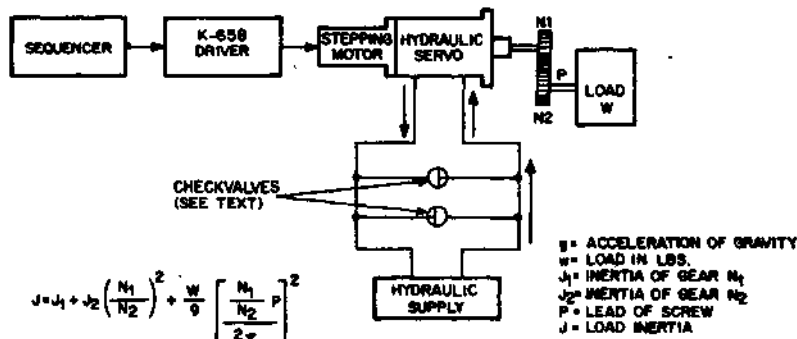 SEQUENCER
K-658
DRIVER
STEPPING
MOTOR
HYDRAULIC
SERVO
N1
P
N2
LOAD
W
CHECKVALVES
(SEE TEXT)
HYDRAULIC
SUPPLY
J=J₁+J₂(N₁/N₂)²+W/g[(N₁/N₂ P)/2π]²
g= ACCELERATION OF GRAVITY
w= LOAD IN LBS.
J₁= INERTIA OF GEAR N₁
J₂= INERTIA OF GEAR N₂
P= LEAD OF SCREW
J= LOAD INERTIA